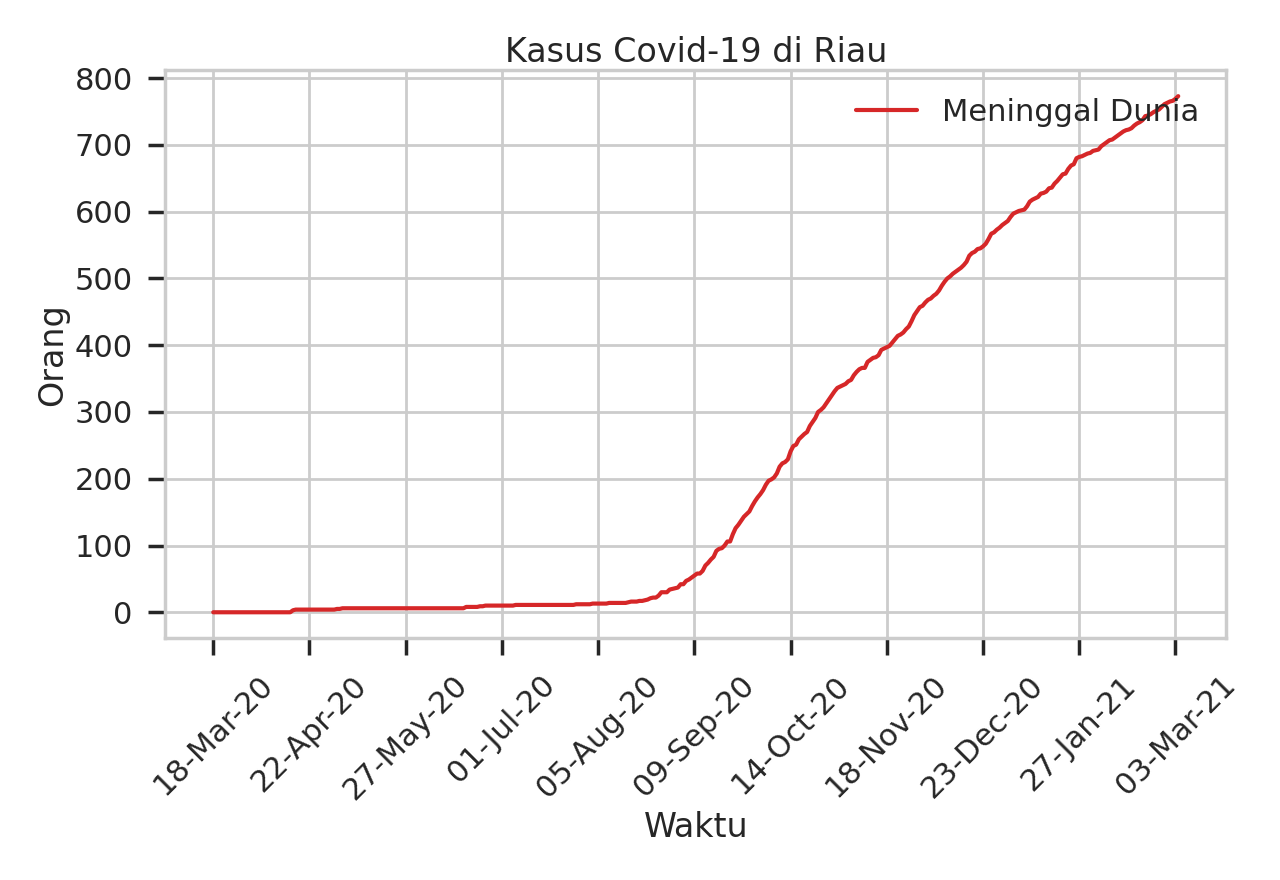 Kasus Covid-19 di Riau
Meninggal Dunia
800
700
600
500
400
300
200
100
0
Orang
18-Mar-20
22-Apr-20
27-May-20
01-Jul-20
05-Aug-20
09-Sep-20
14-Oct-20
18-Nov-20
23-Dec-20
27-Jan-21
03-Mar-21
Waktu